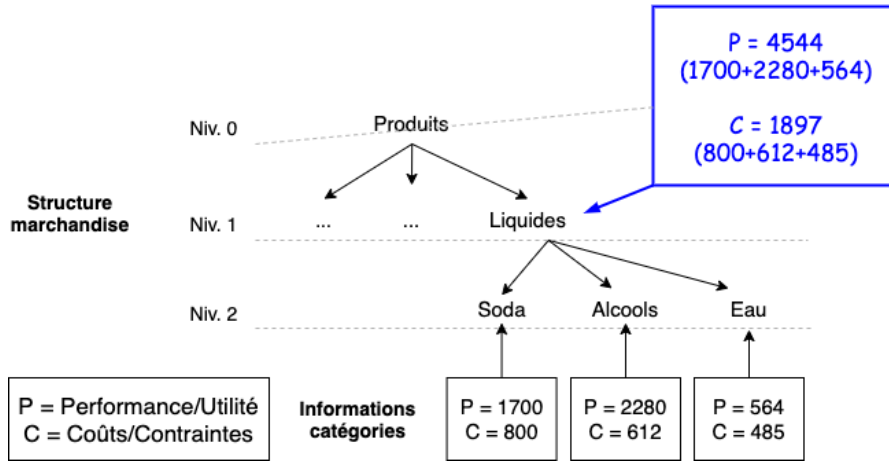 P = 4544
(1700+2280+564)
C = 1897
(800+612+485)
Niv. 0
Produits
Structure
marchandise
Niv. 1
...
...
Liquides
Niv. 2
Soda
Alcools
Eau
P = Performance/Utilité
C = Coûts/Contraintes
Informations
catégories
P = 1700
C = 800
P = 2280
C = 612
P = 564
C = 485